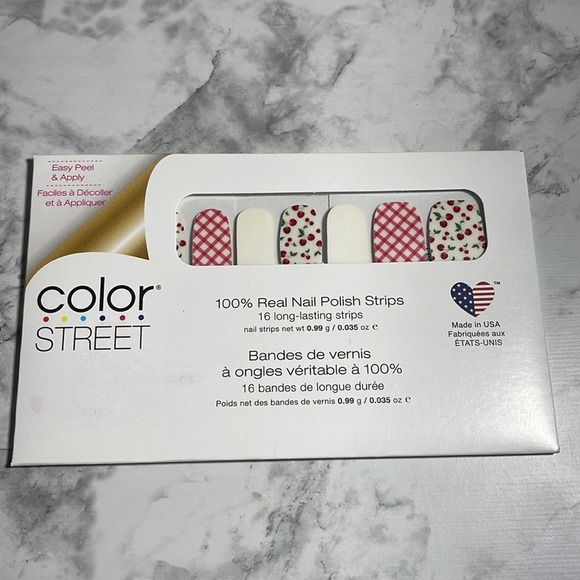 Easy Peel
& Apply
Faciles à Décoller
et à Appliquer
color®
STREET
100% Real Nail Polish Strips
16 long-lasting strips
nail strips net wt 0.99 g / 0.035 oz ℮
Bandes de vernis
à ongles véritable à 100%
16 bandes de longue durée
Poids net des bandes de vernis 0.99 g / 0.035 oz ℮
™
Made in USA
Fabriquées aux
ÉTATS-UNIS